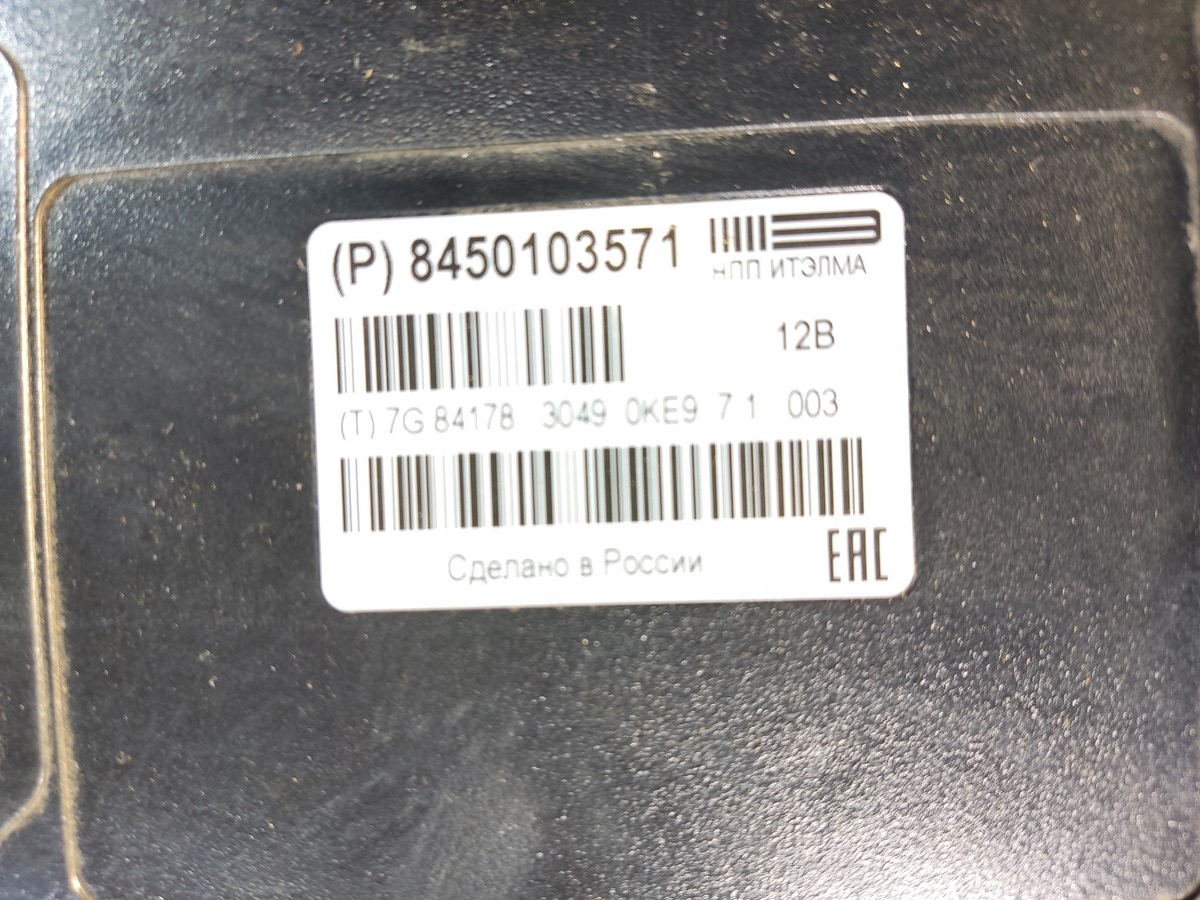 (P) 8450103571
НПП ИТЭЛМА
12В
(T) 7G 84178 3049 0KE9 7 1 003
Сделано в России
EAC